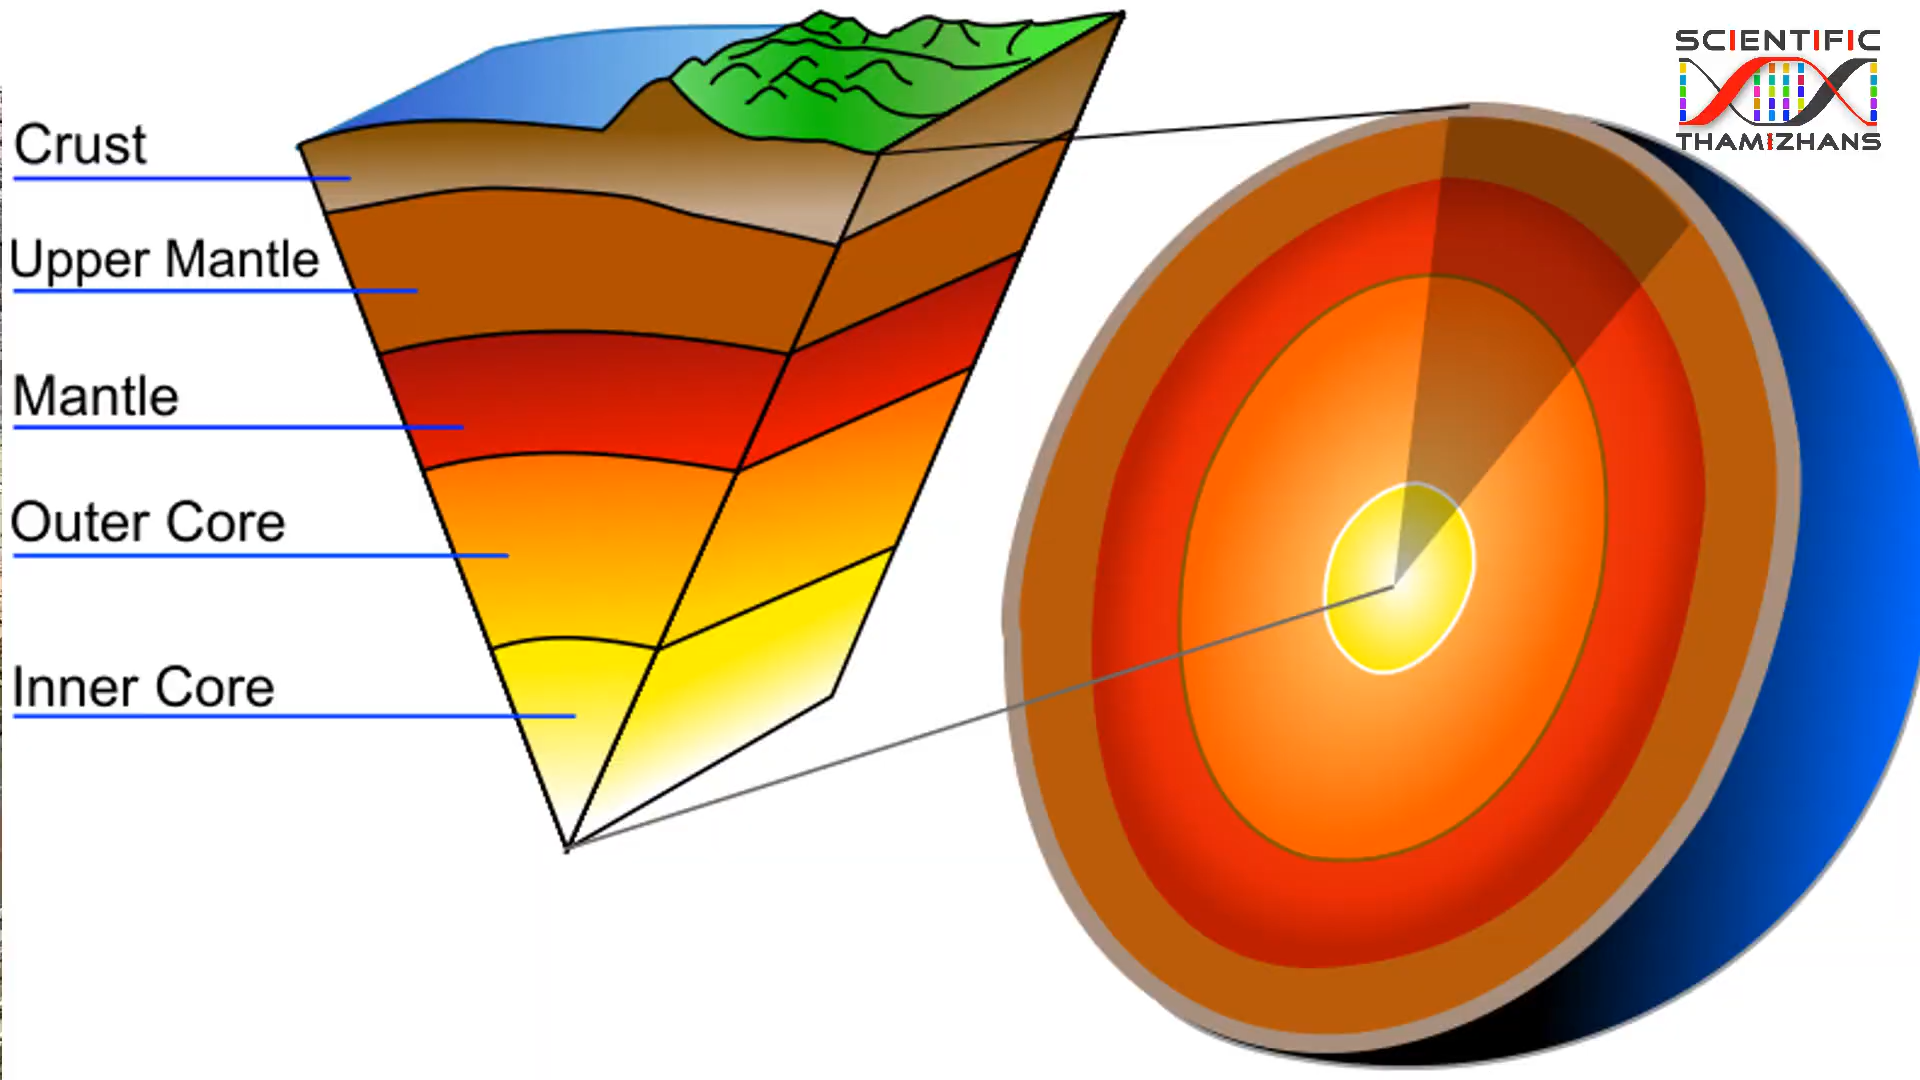 SCIENTIFIC
THAMIZHANS
Crust
Upper Mantle
Mantle
Outer Core
Inner Core